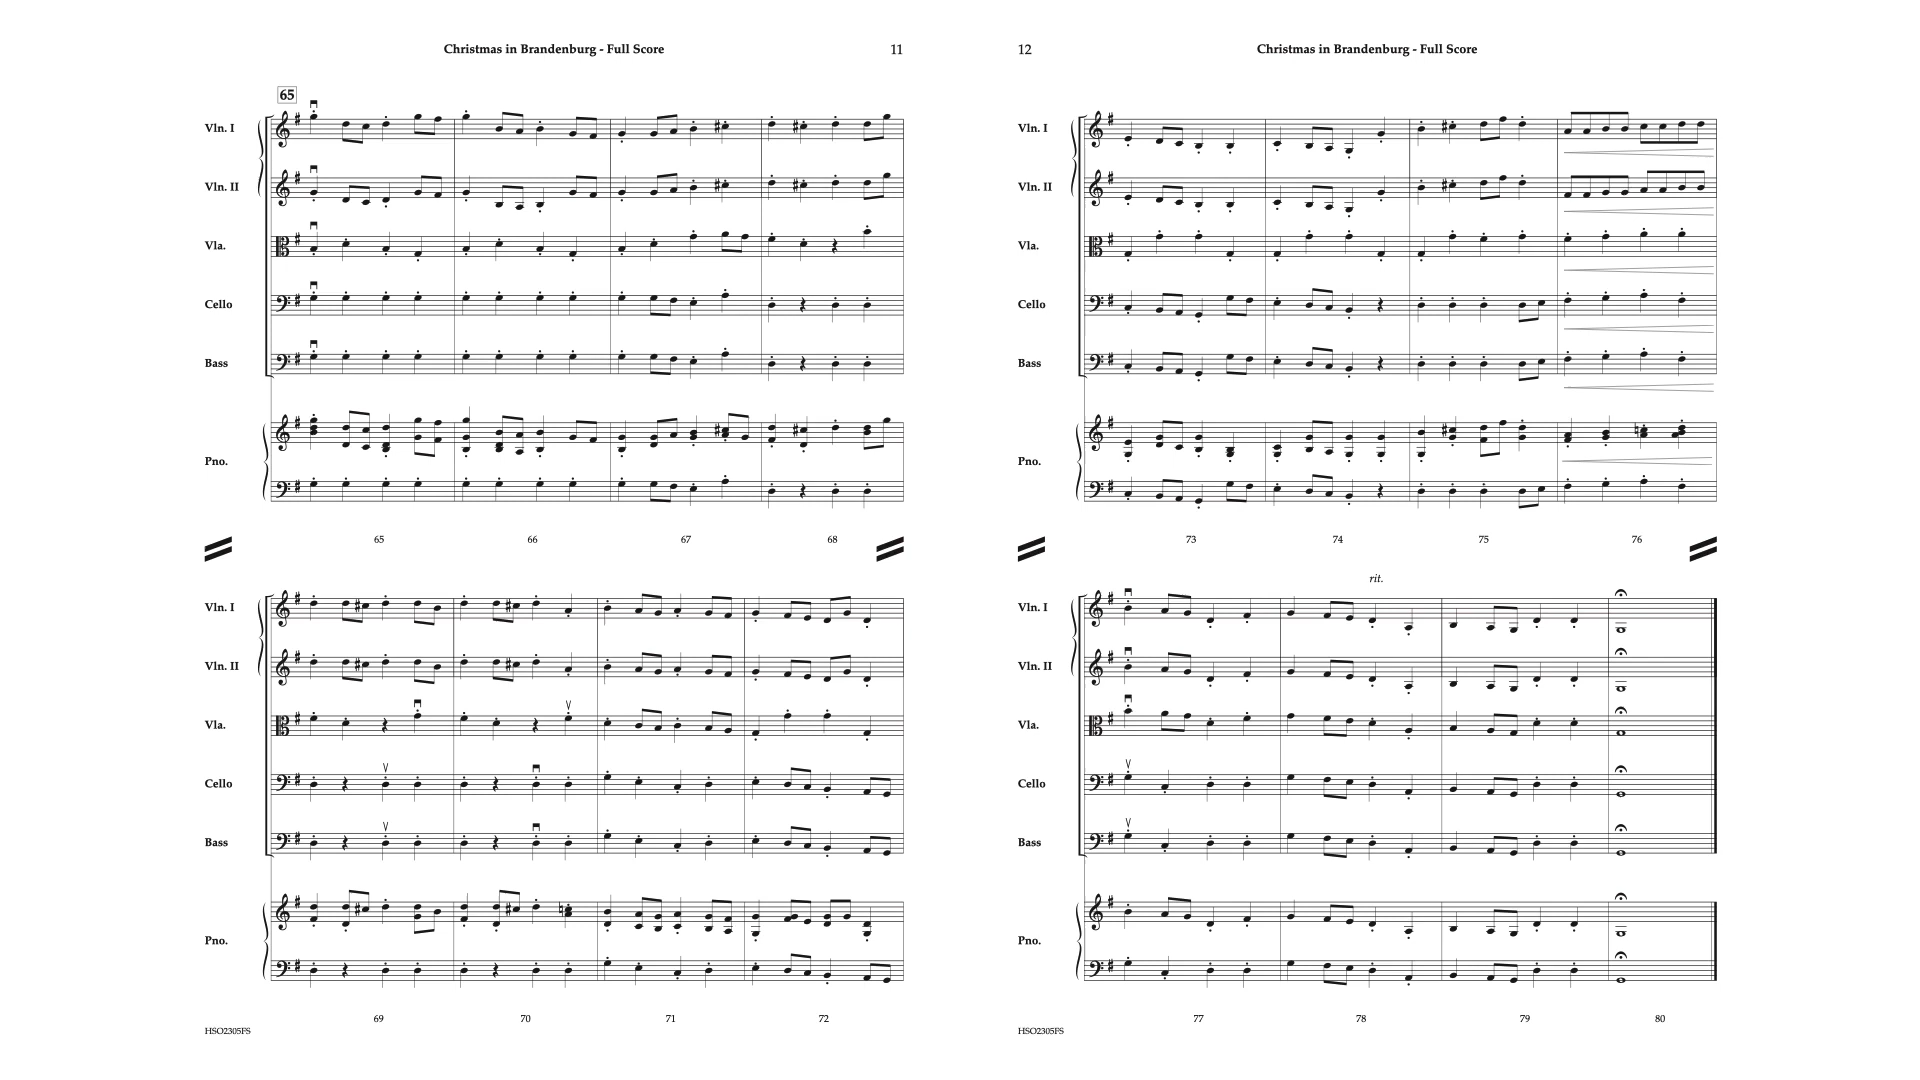 Christmas in Brandenburg - Full Score
11
65
Vln. I
Vln. II
Vla.
Cello
Bass
Pno.
65 66 67 68
Vln. I
Vln. II
Vla.
Cello
Bass
Pno.
69 70 71 72
HSO2305FS
12
Christmas in Brandenburg - Full Score
Vln. I
Vln. II
Vla.
Cello
Bass
Pno.
73 74 75 76
rit.
Vln. I
Vln. II
Vla.
Cello
Bass
Pno.
77 78 79 80
HSO2305FS